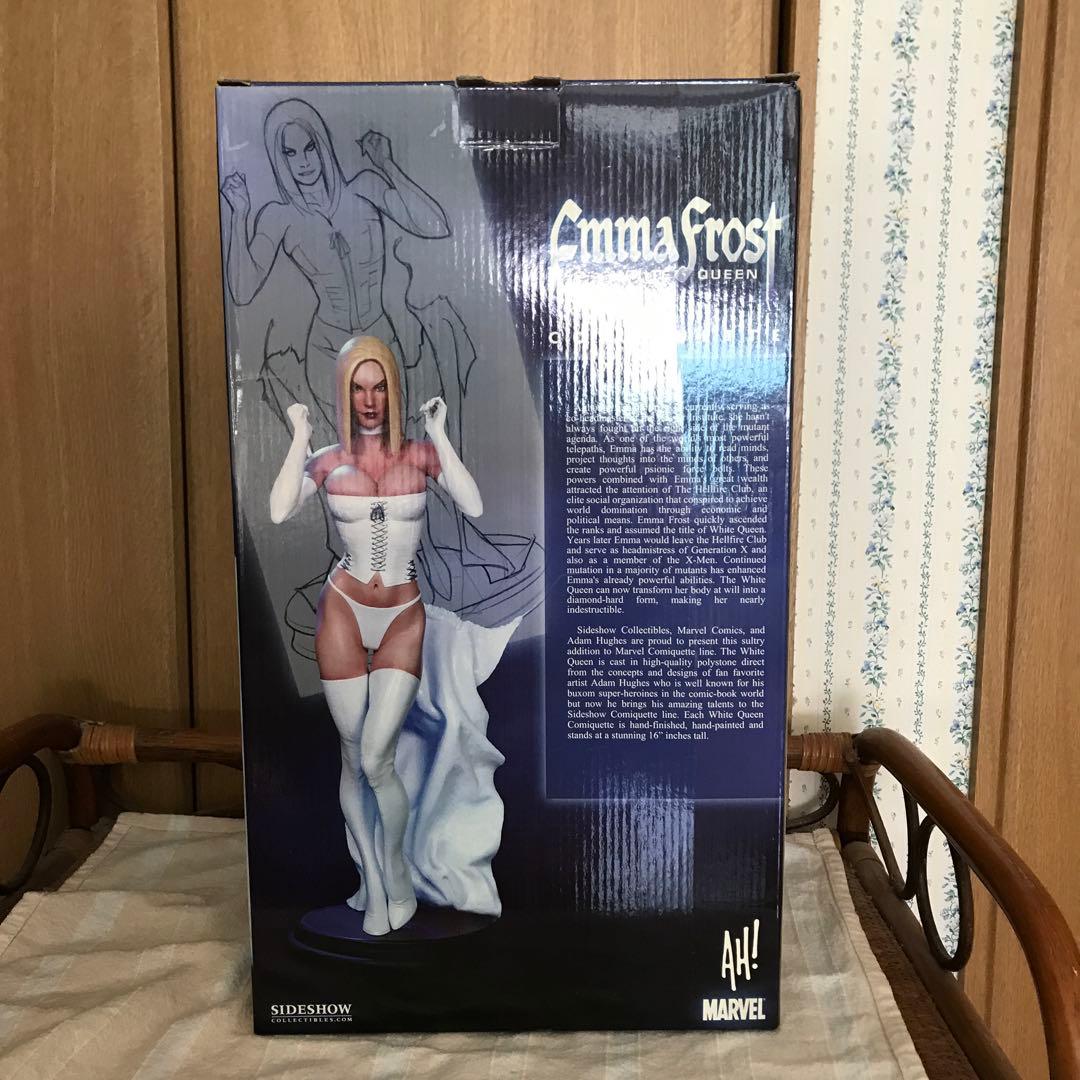 Emma Frost
QUEEN
currently serving as
she hasn't
always fought on the side of the mutant
agenda. As one of the world's most powerful
telepaths, Emma has the ability to read minds,
project thoughts into the minds of others, and
create powerful psionic force bolts. These
powers combined with Emma's great wealth
attracted the attention of The Hellfire Club, an
elite social organization that conspired to achieve
world domination through economic and
political means. Emma Frost quickly ascended
the ranks and assumed the title of White Queen.
Years later Emma would leave the Hellfire Club
and serve as headmistress of Generation X and
also as a member of the X-Men. Continued
mutation in a majority of mutants has enhanced
Emma's already powerful abilities. The White
Queen can now transform her body at will into a
diamond-hard form, making her nearly
indestructible.
Sideshow Collectibles, Marvel Comics, and
Adam Hughes are proud to present this sultry
addition to Marvel Comiquette line. The White
Queen is cast in high-quality polystone direct
from the concepts and designs of fan favorite
artist Adam Hughes who is well known for his
buxom super-heroines in the comic-book world
but now he brings his amazing talents to the
Sideshow Comiquette line. Each White Queen
Comiquette is hand-finished, hand-painted and
stands at a stunning 16" inches tall.
AH!
MARVEL
SIDESHOW
COLLECTIBLES.COM